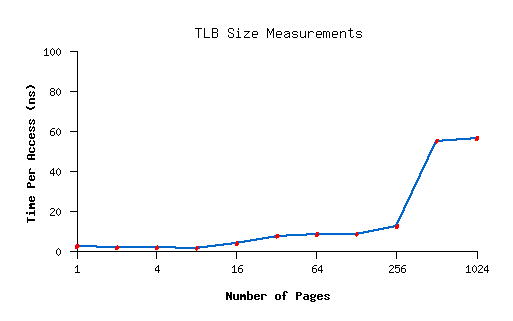 TLB Size Measurements
100
80
60
40
20
0
Time Per Access (ns)
1 4 16 64 256 1024
Number of Pages